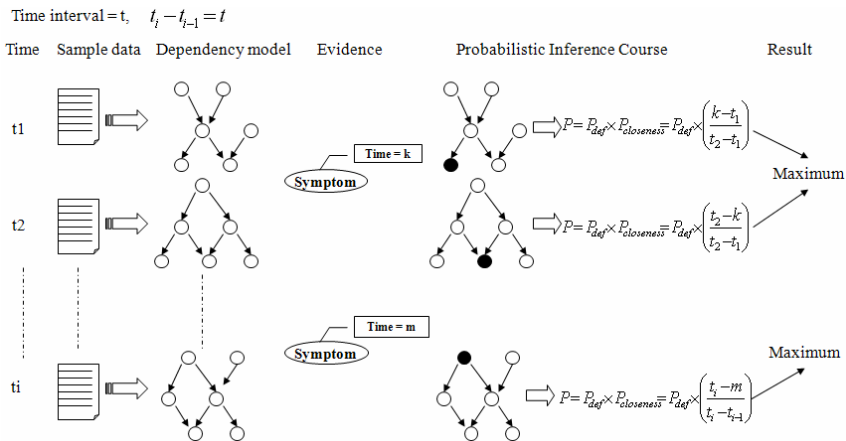 Time interval = t, t_i − t_{i−1} = t
Time Sample data Dependency model Evidence Probabilistic Inference Course Result
t1
P = P_def × P_closeness = P_def × ((k − t_1)/(t_2 − t_1))
Time = k
Symptom
Maximum
t2
P = P_def × P_closeness = P_def × ((t_2 − k)/(t_2 − t_1))
Time = m
Symptom
Maximum
ti
P = P_def × P_closeness = P_def × ((t_i − m)/(t_i − t_{i−1}))